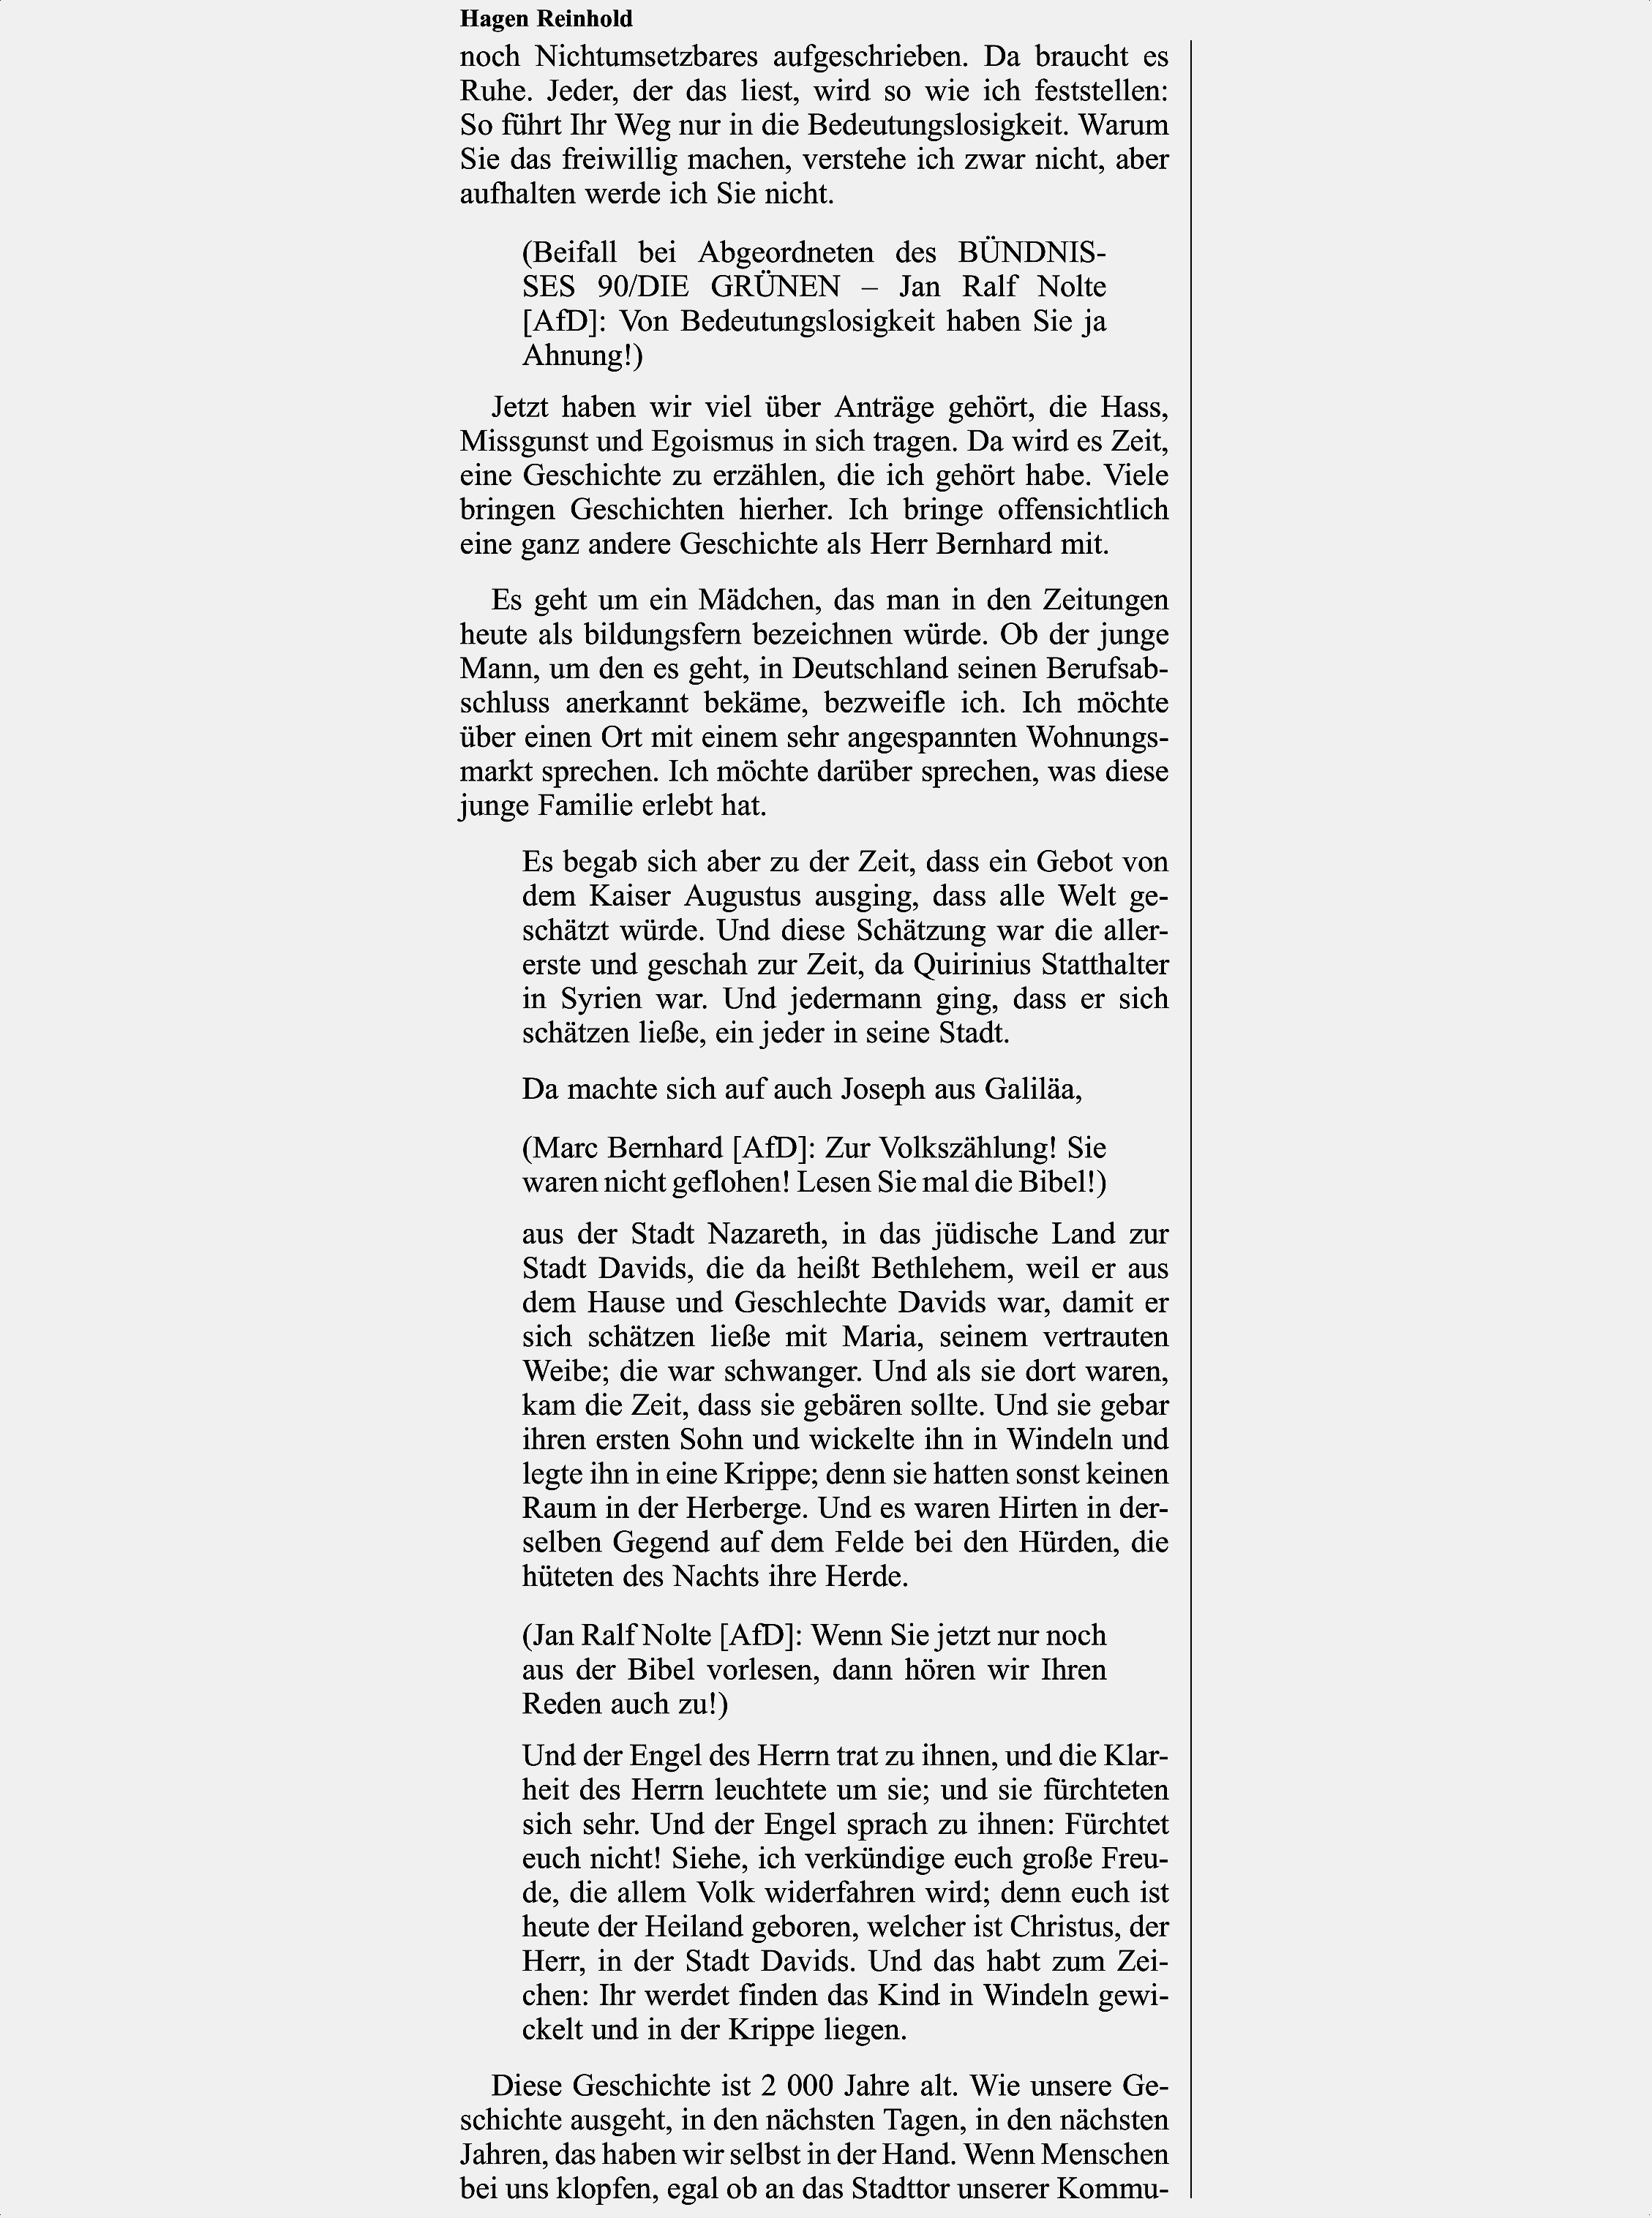 Hagen Reinhold
noch Nichtumsetzbares aufgeschrieben. Da braucht es
Ruhe. Jeder, der das liest, wird so wie ich feststellen:
So führt Ihr Weg nur in die Bedeutungslosigkeit. Warum
Sie das freiwillig machen, verstehe ich zwar nicht, aber
aufhalten werde ich Sie nicht.
(Beifall bei Abgeordneten des BÜNDNIS-
SES 90/DIE GRÜNEN – Jan Ralf Nolte
[AfD]: Von Bedeutungslosigkeit haben Sie ja
Ahnung!)
Jetzt haben wir viel über Anträge gehört, die Hass,
Missgunst und Egoismus in sich tragen. Da wird es Zeit,
eine Geschichte zu erzählen, die ich gehört habe. Viele
bringen Geschichten hierher. Ich bringe offensichtlich
eine ganz andere Geschichte als Herr Bernhard mit.
Es geht um ein Mädchen, das man in den Zeitungen
heute als bildungsfern bezeichnen würde. Ob der junge
Mann, um den es geht, in Deutschland seinen Berufsab-
schluss anerkannt bekäme, bezweifle ich. Ich möchte
über einen Ort mit einem sehr angespannten Wohnungs-
markt sprechen. Ich möchte darüber sprechen, was diese
junge Familie erlebt hat.
Es begab sich aber zu der Zeit, dass ein Gebot von
dem Kaiser Augustus ausging, dass alle Welt ge-
schätzt würde. Und diese Schätzung war die aller-
erste und geschah zur Zeit, da Quirinius Statthalter
in Syrien war. Und jedermann ging, dass er sich
schätzen ließe, ein jeder in seine Stadt.
Da machte sich auf auch Joseph aus Galiläa,
(Marc Bernhard [AfD]: Zur Volkszählung! Sie
waren nicht geflohen! Lesen Sie mal die Bibel!)
aus der Stadt Nazareth, in das jüdische Land zur
Stadt Davids, die da heißt Bethlehem, weil er aus
dem Hause und Geschlechte Davids war, damit er
sich schätzen ließe mit Maria, seinem vertrauten
Weibe; die war schwanger. Und als sie dort waren,
kam die Zeit, dass sie gebären sollte. Und sie gebar
ihren ersten Sohn und wickelte ihn in Windeln und
legte ihn in eine Krippe; denn sie hatten sonst keinen
Raum in der Herberge. Und es waren Hirten in der-
selben Gegend auf dem Felde bei den Hürden, die
hüteten des Nachts ihre Herde.
(Jan Ralf Nolte [AfD]: Wenn Sie jetzt nur noch
aus der Bibel vorlesen, dann hören wir Ihren
Reden auch zu!)
Und der Engel des Herrn trat zu ihnen, und die Klar-
heit des Herrn leuchtete um sie; und sie fürchteten
sich sehr. Und der Engel sprach zu ihnen: Fürchtet
euch nicht! Siehe, ich verkündige euch große Freu-
de, die allem Volk widerfahren wird; denn euch ist
heute der Heiland geboren, welcher ist Christus, der
Herr, in der Stadt Davids. Und das habt zum Zei-
chen: Ihr werdet finden das Kind in Windeln gewi-
ckelt und in der Krippe liegen.
Diese Geschichte ist 2 000 Jahre alt. Wie unsere Ge-
schichte ausgeht, in den nächsten Tagen, in den nächsten
Jahren, das haben wir selbst in der Hand. Wenn Menschen
bei uns klopfen, egal ob an das Stadttor unserer Kommu-